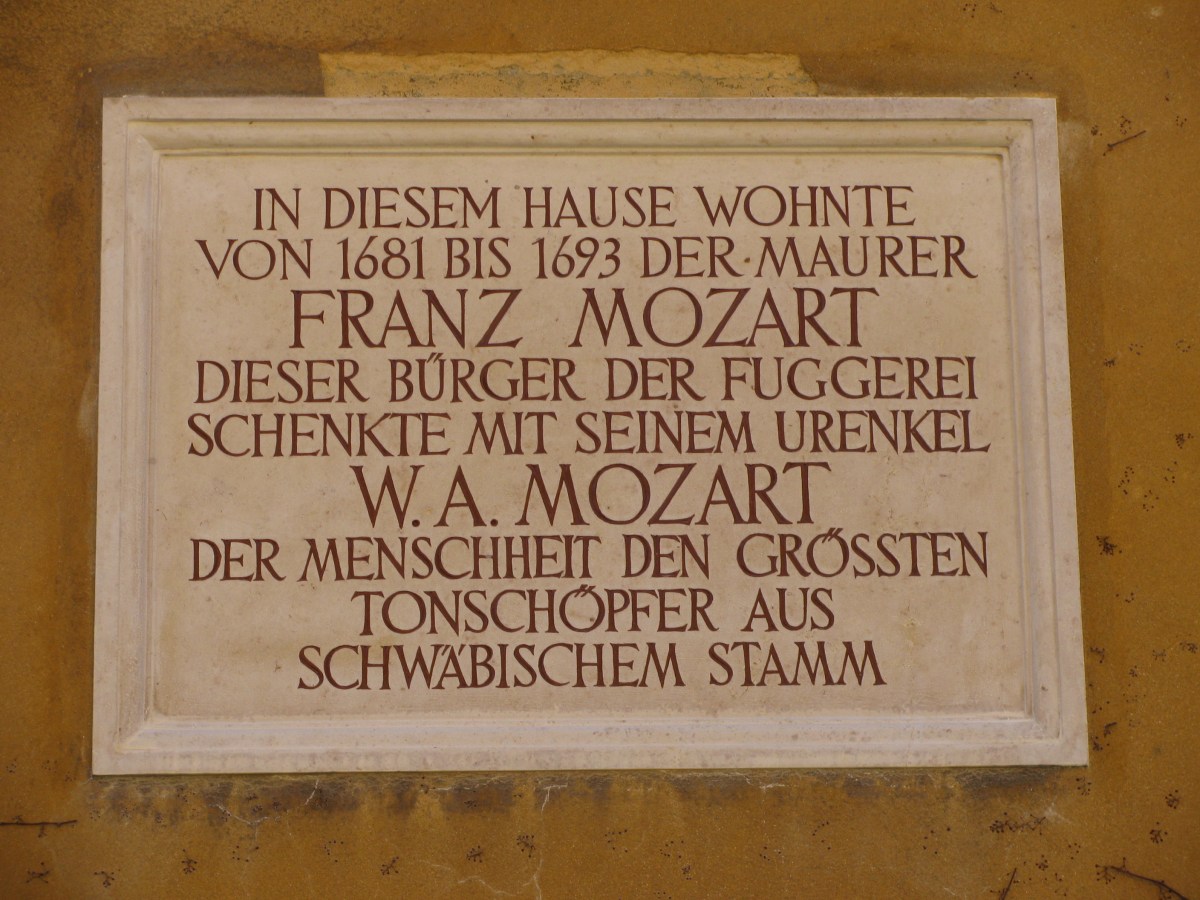 IN DIESEM HAUSE WOHNTE
VON 1681 BIS 1693 DER MAURER
FRANZ MOZART
DIESER BŰRGER DER FUGGEREI
SCHENKTE MIT SEINEM URENKEL
W. A. MOZART
DER MENSCHHEIT DEN GRŐSSTEN
TONSCHŐPFER AUS
SCHWÄBISCHEM STAMM